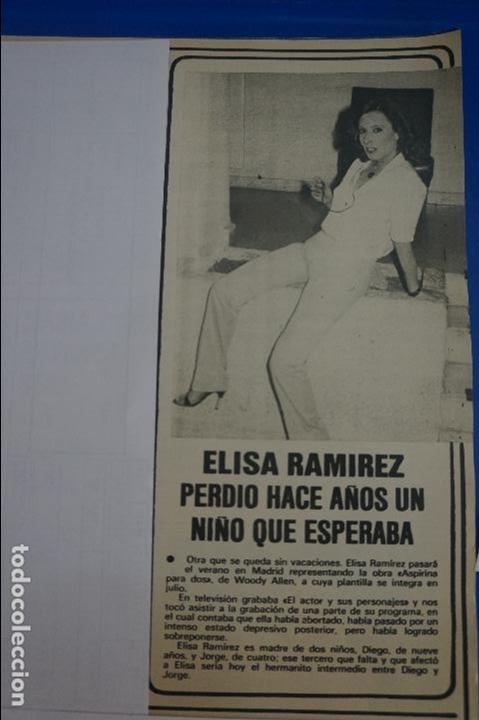 ELISA RAMIREZ
PERDIO HACE AÑOS UN
NIÑO QUE ESPERABA
● Otra que se queda sin vacaciones. Elisa Ramírez pasará
el verano en Madrid representando la obra «Aspirina
para dos», de Woody Allen, a cuya plantilla se integra en
julio.
En televisión grababa «El actor y sus personajes» y nos
tocó asistir a la grabación de una parte de su programa, en
el cual contaba que ella había abortado, había pasado por un
intenso estado depresivo posterior, pero había logrado
sobreponerse.
Elisa Ramírez es madre de dos niños, Diego, de nueve
años, y Jorge, de cuatro; ese tercero que falta y que afectó
a Elisa sería hoy el hermanito intermedio entre Diego y
Jorge.
todocoleccion